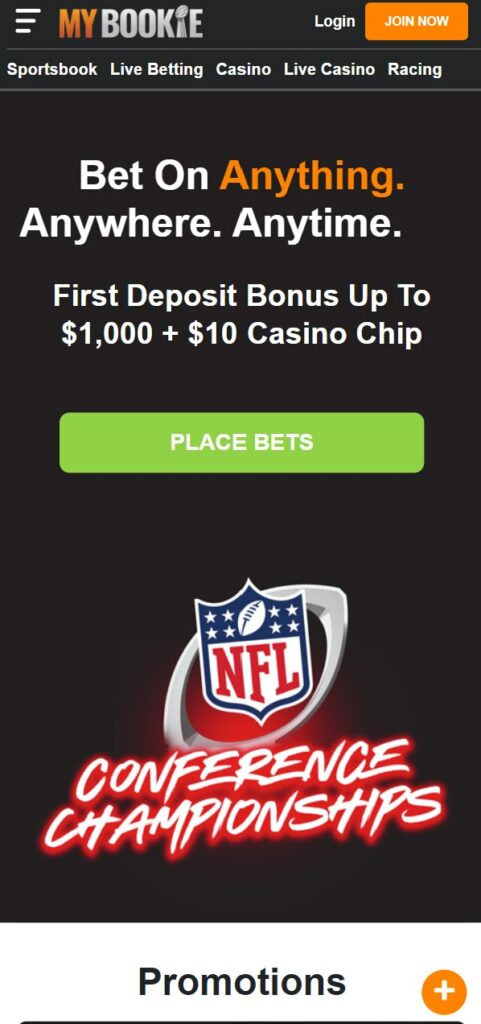 MYBOOKIE
Login
JOIN NOW
Sportsbook Live Betting Casino Live Casino Racing
Bet On Anything.
Anywhere. Anytime.
First Deposit Bonus Up To
$1,000 + $10 Casino Chip
PLACE BETS
NFL
CONFERENCE
CHAMPIONSHIPS
Promotions
+